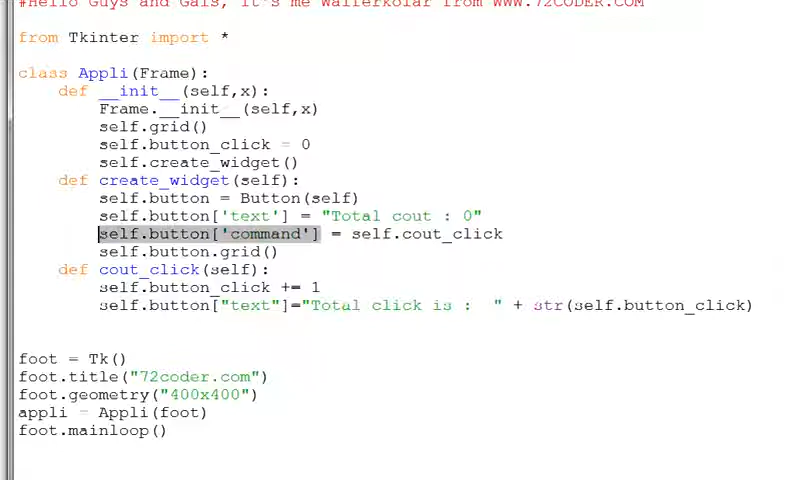 #Hello Guys and Gals, it's me Wallerkolar from WWW.72CODER.COM
from Tkinter import *
class Appli(Frame):
def __init__(self,x):
Frame.__init__(self,x)
self.grid()
self.button_click = 0
self.create_widget()
def create_widget(self):
self.button = Button(self)
self.button['text'] = "Total cout : 0"
self.button['command'] = self.cout_click
self.button.grid()
def cout_click(self):
self.button_click += 1
self.button["text"]="Total click is :  " + str(self.button_click)
foot = Tk()
foot.title("72coder.com")
foot.geometry("400x400")
appli = Appli(foot)
foot.mainloop()